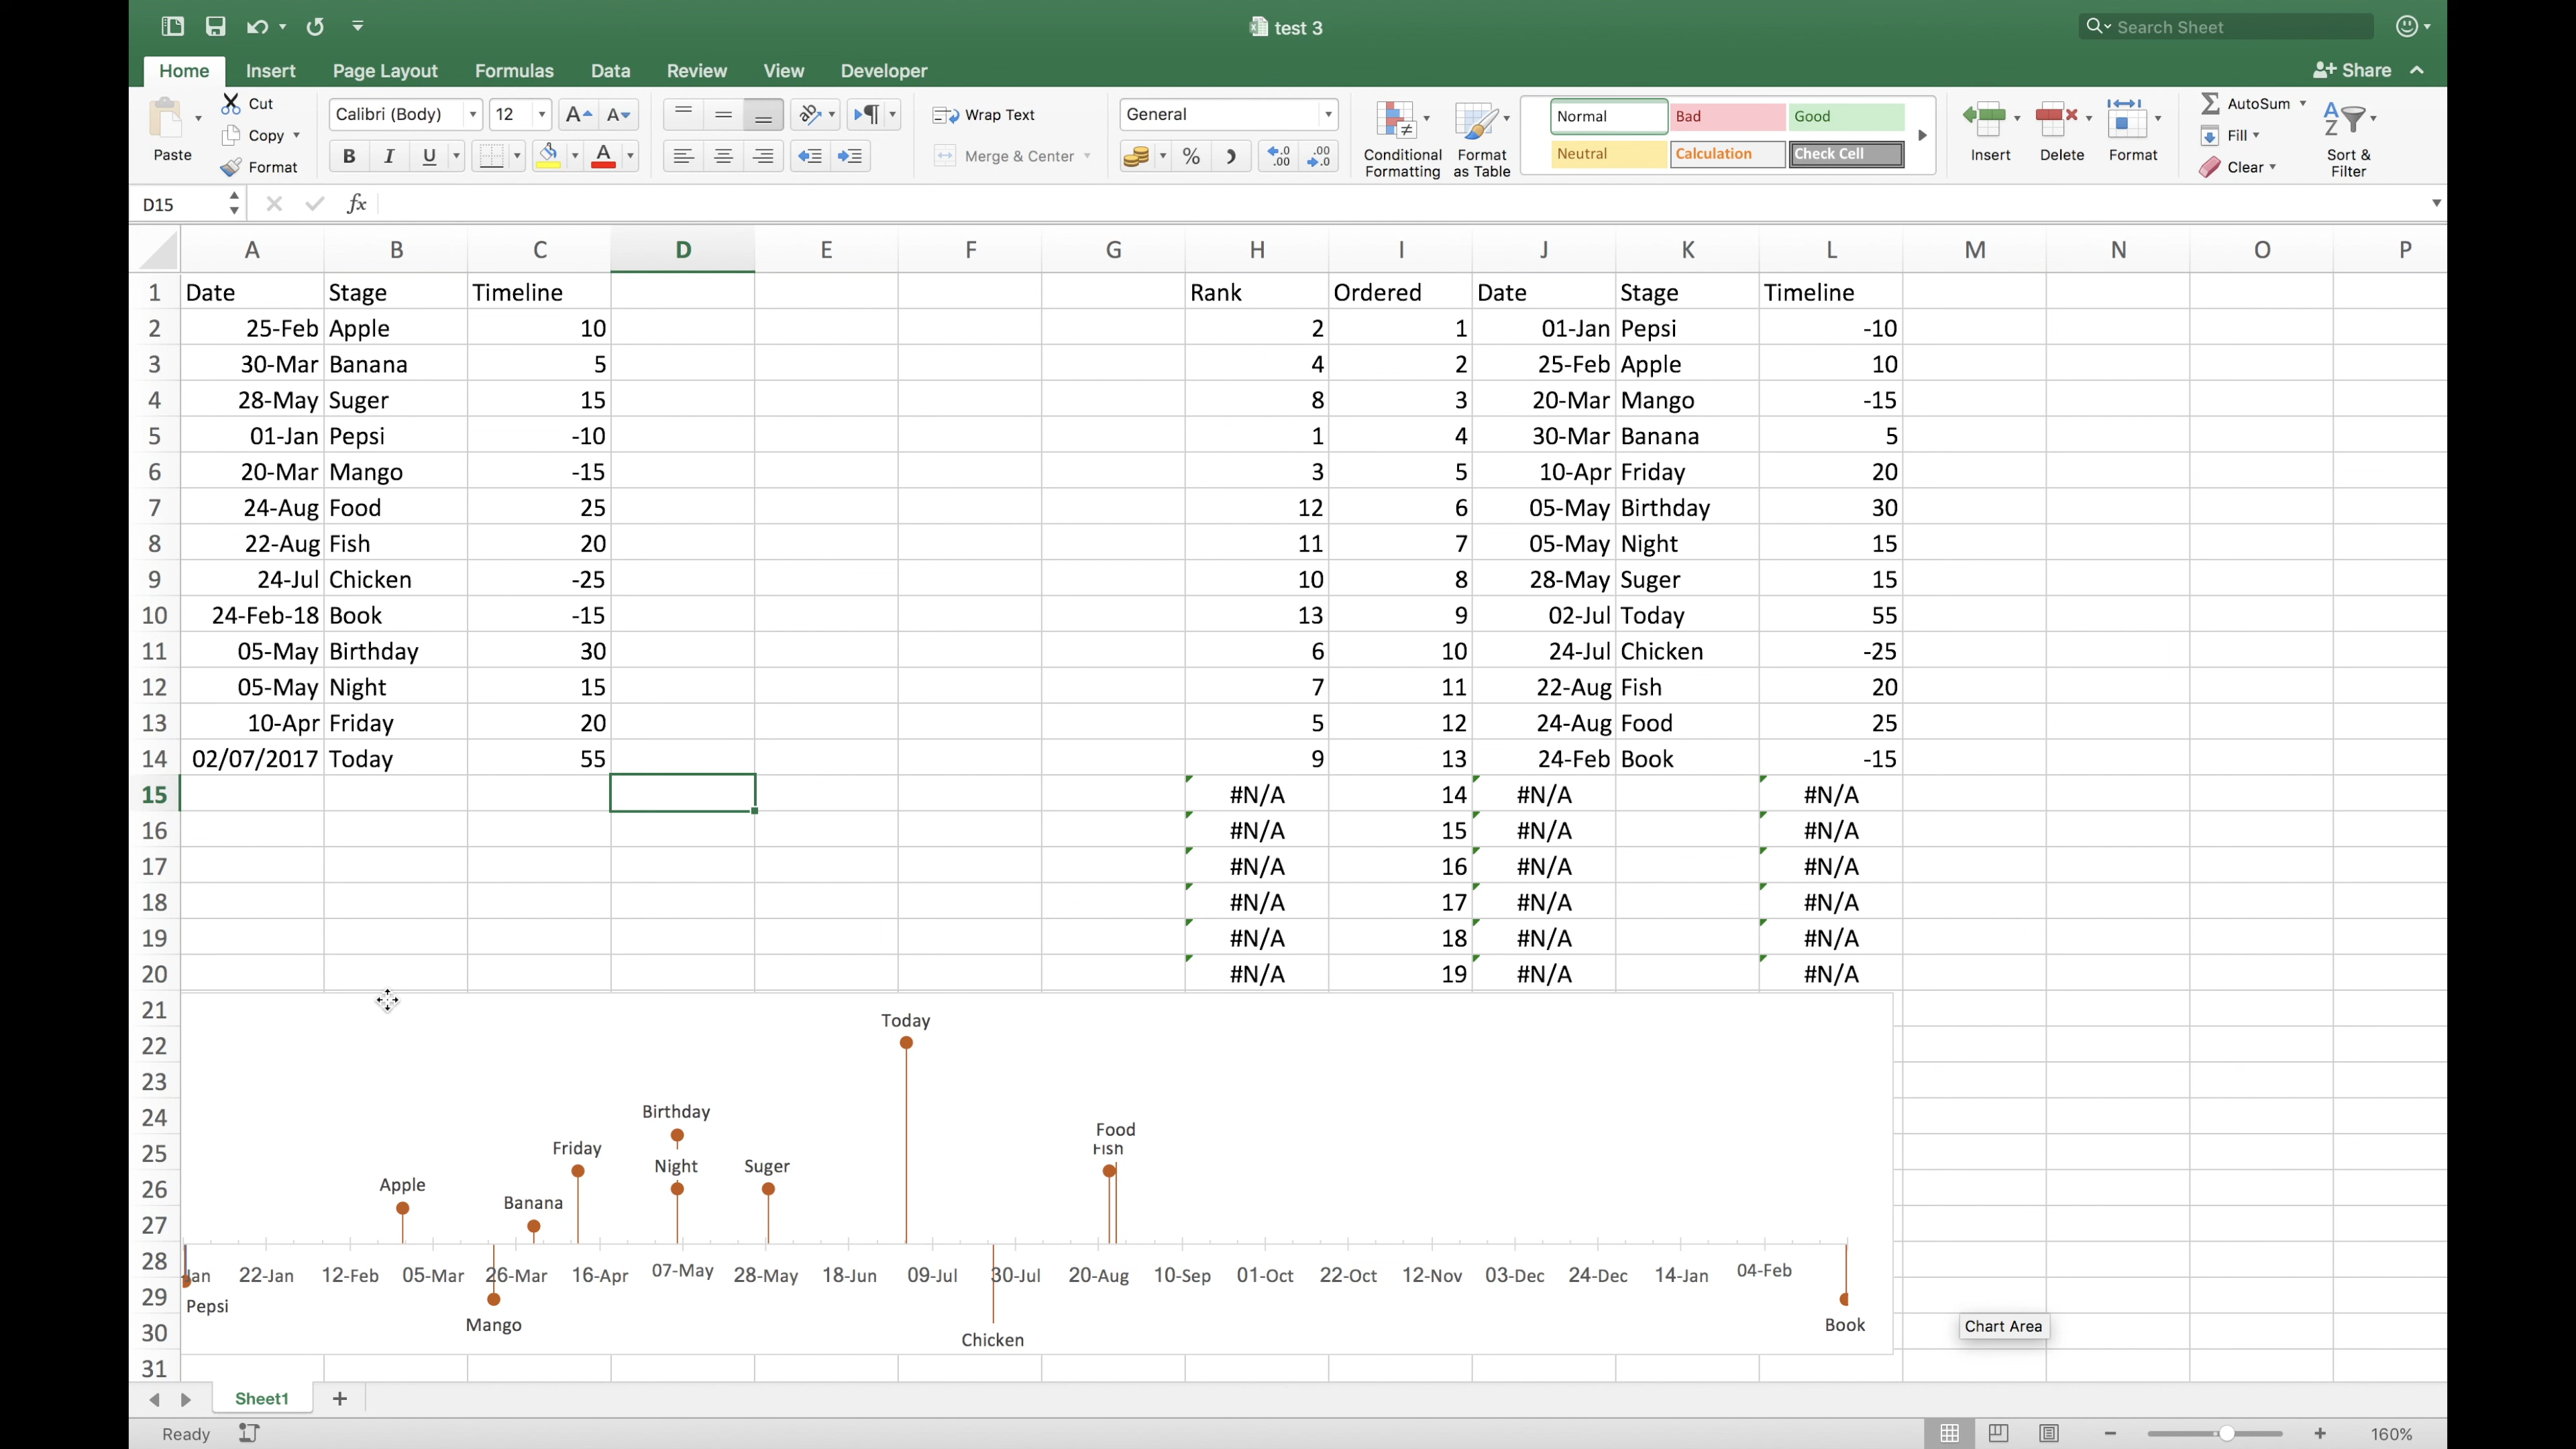 test 3
Search Sheet
Home Insert Page Layout Formulas Data Review View Developer Share
Paste Cut Copy Format
Calibri (Body) 12 A A
B I U A
Wrap Text
Merge & Center
General
% .0 .00 .00 .0
Conditional Formatting
Format as Table
Normal Bad Good
Neutral Calculation Check Cell
Insert Delete Format
AutoSum
Fill
Clear
A Z
Sort & Filter
D15 fx
A B C D E F G H I J K L M N O P
1 Date Stage Timeline Rank Ordered Date Stage Timeline
2 25-Feb Apple 10 2 1 01-Jan Pepsi -10
3 30-Mar Banana 5 4 2 25-Feb Apple 10
4 28-May Suger 15 8 3 20-Mar Mango -15
5 01-Jan Pepsi -10 1 4 30-Mar Banana 5
6 20-Mar Mango -15 3 5 10-Apr Friday 20
7 24-Aug Food 25 12 6 05-May Birthday 30
8 22-Aug Fish 20 11 7 05-May Night 15
9 24-Jul Chicken -25 10 8 28-May Suger 15
10 24-Feb-18 Book -15 13 9 02-Jul Today 55
11 05-May Birthday 30 6 10 24-Jul Chicken -25
12 05-May Night 15 7 11 22-Aug Fish 20
13 10-Apr Friday 20 5 12 24-Aug Food 25
14 02/07/2017 Today 55 9 13 24-Feb Book -15
15 #N/A 14 #N/A #N/A
16 #N/A 15 #N/A #N/A
17 #N/A 16 #N/A #N/A
18 #N/A 17 #N/A #N/A
19 #N/A 18 #N/A #N/A
20 #N/A 19 #N/A #N/A
21
22
23
24
25
26
27
28
29
30
31
Today
Birthday
Food
Friday Fish
Night Suger
Apple
Banana
Jan 22-Jan 12-Feb 05-Mar 26-Mar 16-Apr 07-May 28-May 18-Jun 09-Jul 30-Jul 20-Aug 10-Sep 01-Oct 22-Oct 12-Nov 03-Dec 24-Dec 14-Jan 04-Feb
Pepsi
Mango Book
Chicken
Chart Area
Sheet1
Ready 160%